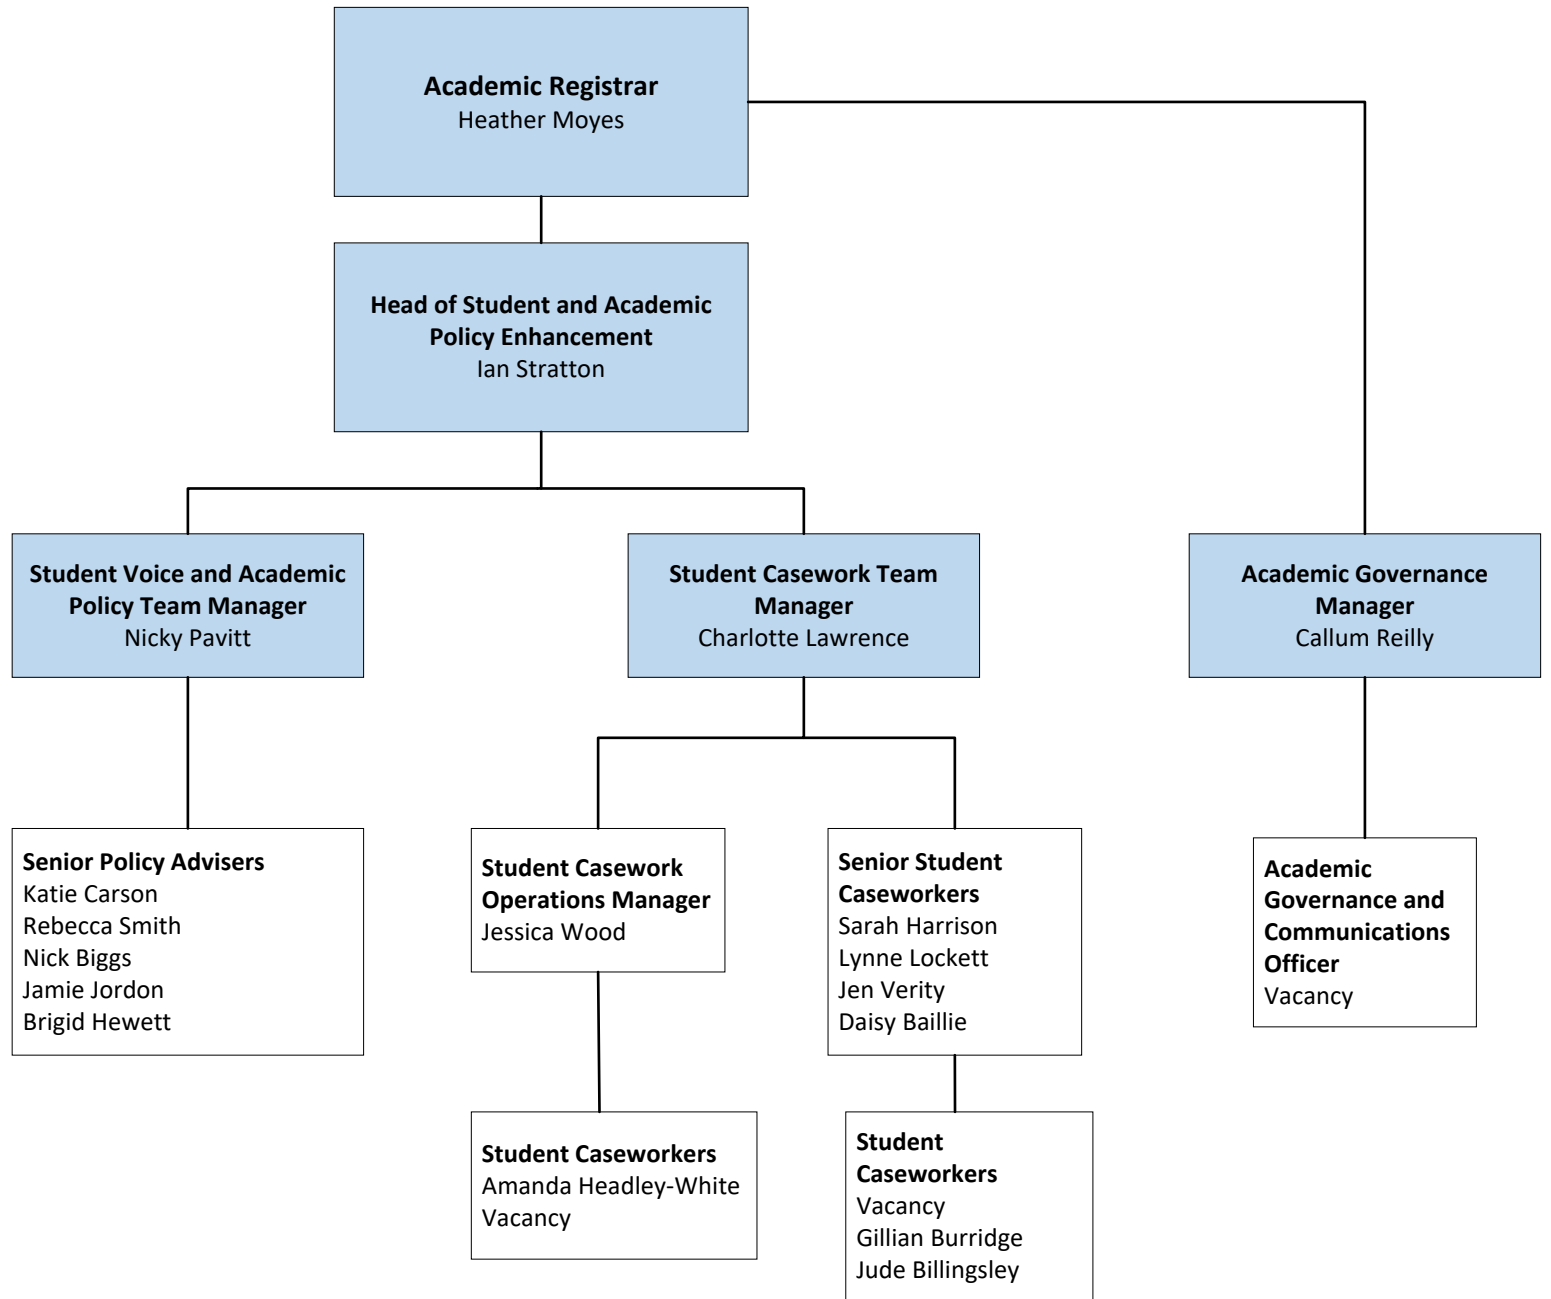 Academic Registrar
Heather Moyes
Head of Student and Academic
Policy Enhancement
Ian Stratton
Student Voice and Academic
Policy Team Manager
Nicky Pavitt
Student Casework Team
Manager
Charlotte Lawrence
Academic Governance
Manager
Callum Reilly
Senior Policy Advisers
Katie Carson
Rebecca Smith
Nick Biggs
Jamie Jordon
Brigid Hewett
Student Casework
Operations Manager
Jessica Wood
Senior Student
Caseworkers
Sarah Harrison
Lynne Lockett
Jen Verity
Daisy Baillie
Academic
Governance and
Communications
Officer
Vacancy
Student Caseworkers
Amanda Headley-White
Vacancy
Student
Caseworkers
Vacancy
Gillian Burridge
Jude Billingsley